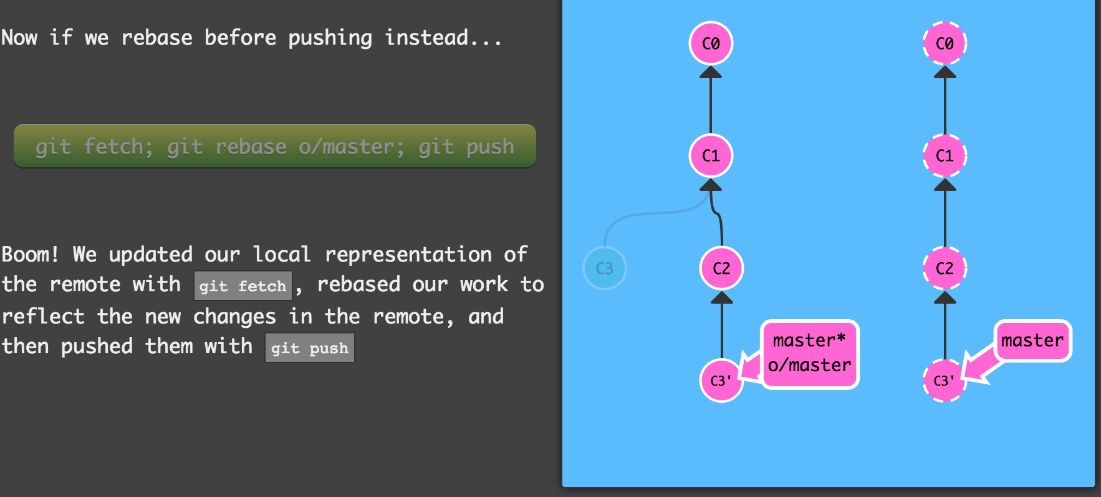 Now if we rebase before pushing instead...
git fetch; git rebase o/master; git push
Boom! We updated our local representation of
the remote with git fetch, rebased our work to
reflect the new changes in the remote, and
then pushed them with git push
C0
C1
C3
C2
master*
o/master
C3'
C0
C1
C2
master
C3'